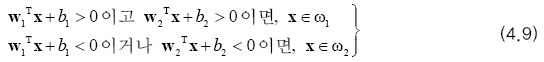 w₁ᵀx + b₁ > 0 이고 w₂ᵀx + b₂ > 0 이면, x ∈ ω₁
w₁ᵀx + b₁ < 0 이거나 w₂ᵀx + b₂ < 0 이면, x ∈ ω₂
(4.9)